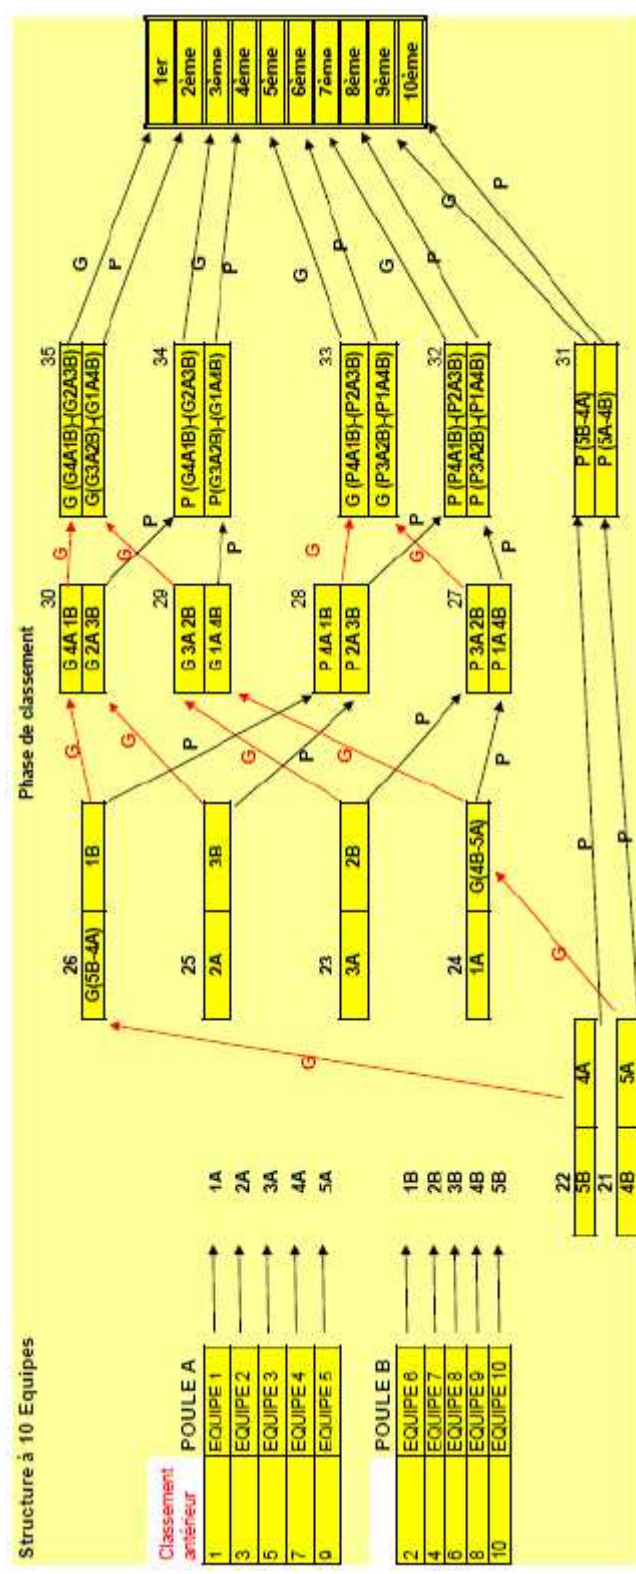 Structure à 10 Equipes
Phase de classement
Classement
antérieur
POULE A
1 EQUIPE 1 1A
3 EQUIPE 2 2A
5 EQUIPE 3 3A
7 EQUIPE 4 4A
9 EQUIPE 5 5A
POULE B
2 EQUIPE 6 1B
4 EQUIPE 7 2B
6 EQUIPE 8 3B
8 EQUIPE 9 4B
10 EQUIPE 10 5B
22
5B 4A
21
4B 5A
G
G
P
P
26
G(5B-4A) 1B
25
2A 3B
23
3A 2B
24
1A G(4B-5A)
G
G
P
P
G
G
P
P
30
G 4A 1B
G 2A 3B
29
G 3A 2B
G 1A 4B
28
P 4A 1B
P 2A 3B
27
P 3A 2B
P 1A 4B
G
P
G
P
G
P
G
P
35
G (G4A1B)-(G2A3B)
G(G3A2B)-(G1A4B)
34
P (G4A1B)-(G2A3B)
P(G3A2B)-(G1A4B)
33
G (P4A1B)-(P2A3B)
G (P3A2B)-(P1A4B)
32
P (P4A1B)-(P2A3B)
P (P3A2B)-(P1A4B)
31
P (5B-4A)
P (5A-4B)
G
P
G
P
G
P
G
P
G
P
1er
2ème
3ème
4ème
5ème
6ème
7ème
8ème
9ème
10ème